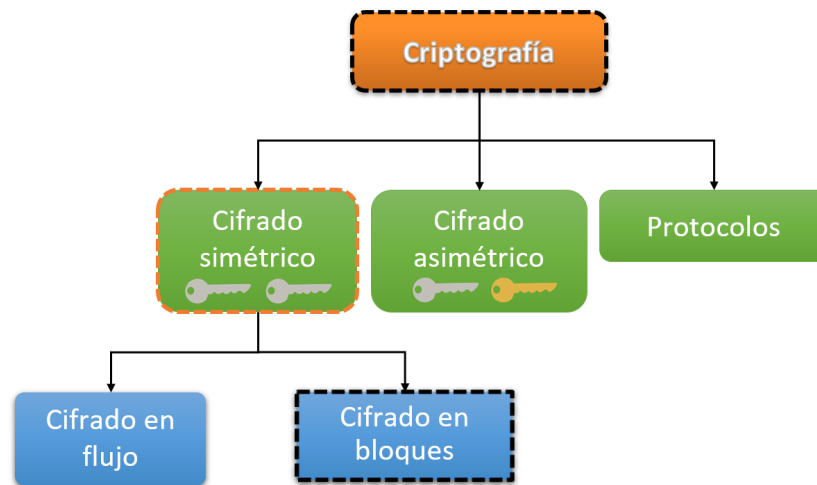 Criptografía
Cifrado
simétrico
Cifrado
asimétrico
Protocolos
Cifrado en
flujo
Cifrado en
bloques